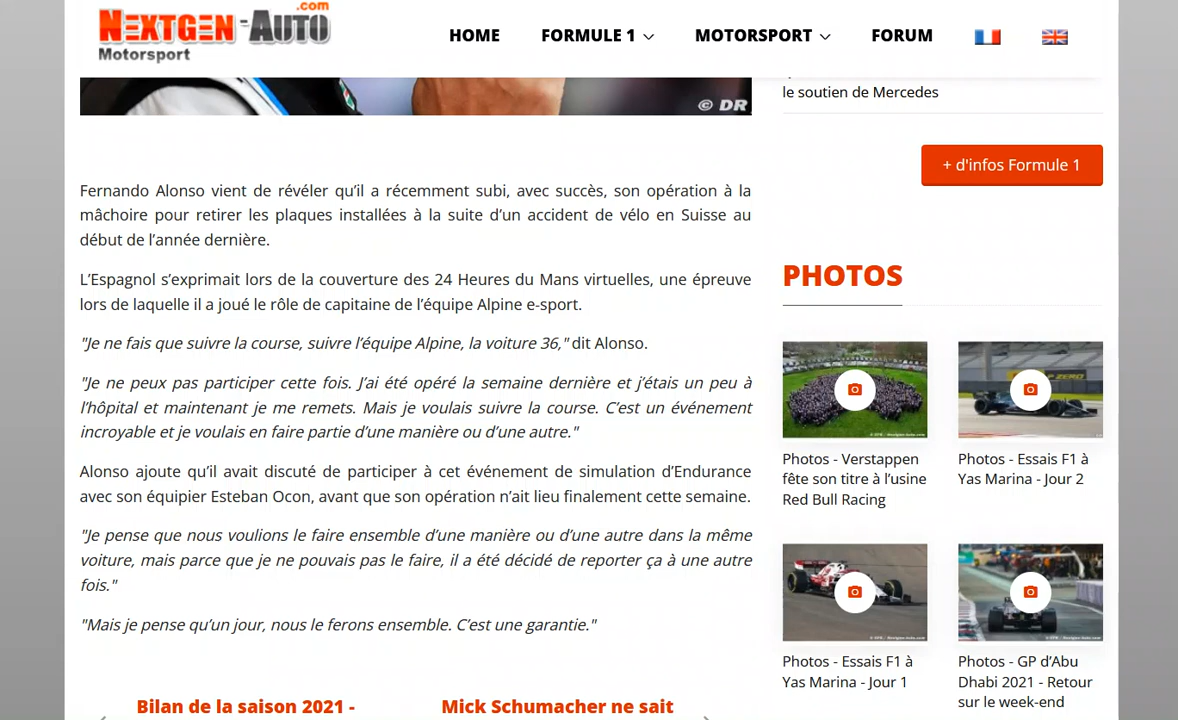 NEXTGEN-AUTO
.com
Motorsport
HOME
FORMULE 1
MOTORSPORT
FORUM
© DR
Fernando Alonso vient de révéler qu’il a récemment subi, avec succès, son opération à la
mâchoire pour retirer les plaques installées à la suite d’un accident de vélo en Suisse au
début de l’année dernière.
L’Espagnol s’exprimait lors de la couverture des 24 Heures du Mans virtuelles, une épreuve
lors de laquelle il a joué le rôle de capitaine de l’équipe Alpine e-sport.
"Je ne fais que suivre la course, suivre l’équipe Alpine, la voiture 36," dit Alonso.
"Je ne peux pas participer cette fois. J’ai été opéré la semaine dernière et j’étais un peu à
l’hôpital et maintenant je me remets. Mais je voulais suivre la course. C’est un événement
incroyable et je voulais en faire partie d’une manière ou d’une autre."
Alonso ajoute qu’il avait discuté de participer à cet événement de simulation d’Endurance
avec son équipier Esteban Ocon, avant que son opération n’ait lieu finalement cette semaine.
"Je pense que nous voulions le faire ensemble d’une manière ou d’une autre dans la même
voiture, mais parce que je ne pouvais pas le faire, il a été décidé de reporter ça à une autre
fois."
"Mais je pense qu’un jour, nous le ferons ensemble. C’est une garantie."
Bilan de la saison 2021 -
Mick Schumacher ne sait
le soutien de Mercedes
+ d'infos Formule 1
PHOTOS
Photos - Verstappen
fête son titre à l’usine
Red Bull Racing
Photos - Essais F1 à
Yas Marina - Jour 2
Photos - Essais F1 à
Yas Marina - Jour 1
Photos - GP d’Abu
Dhabi 2021 - Retour
sur le week-end